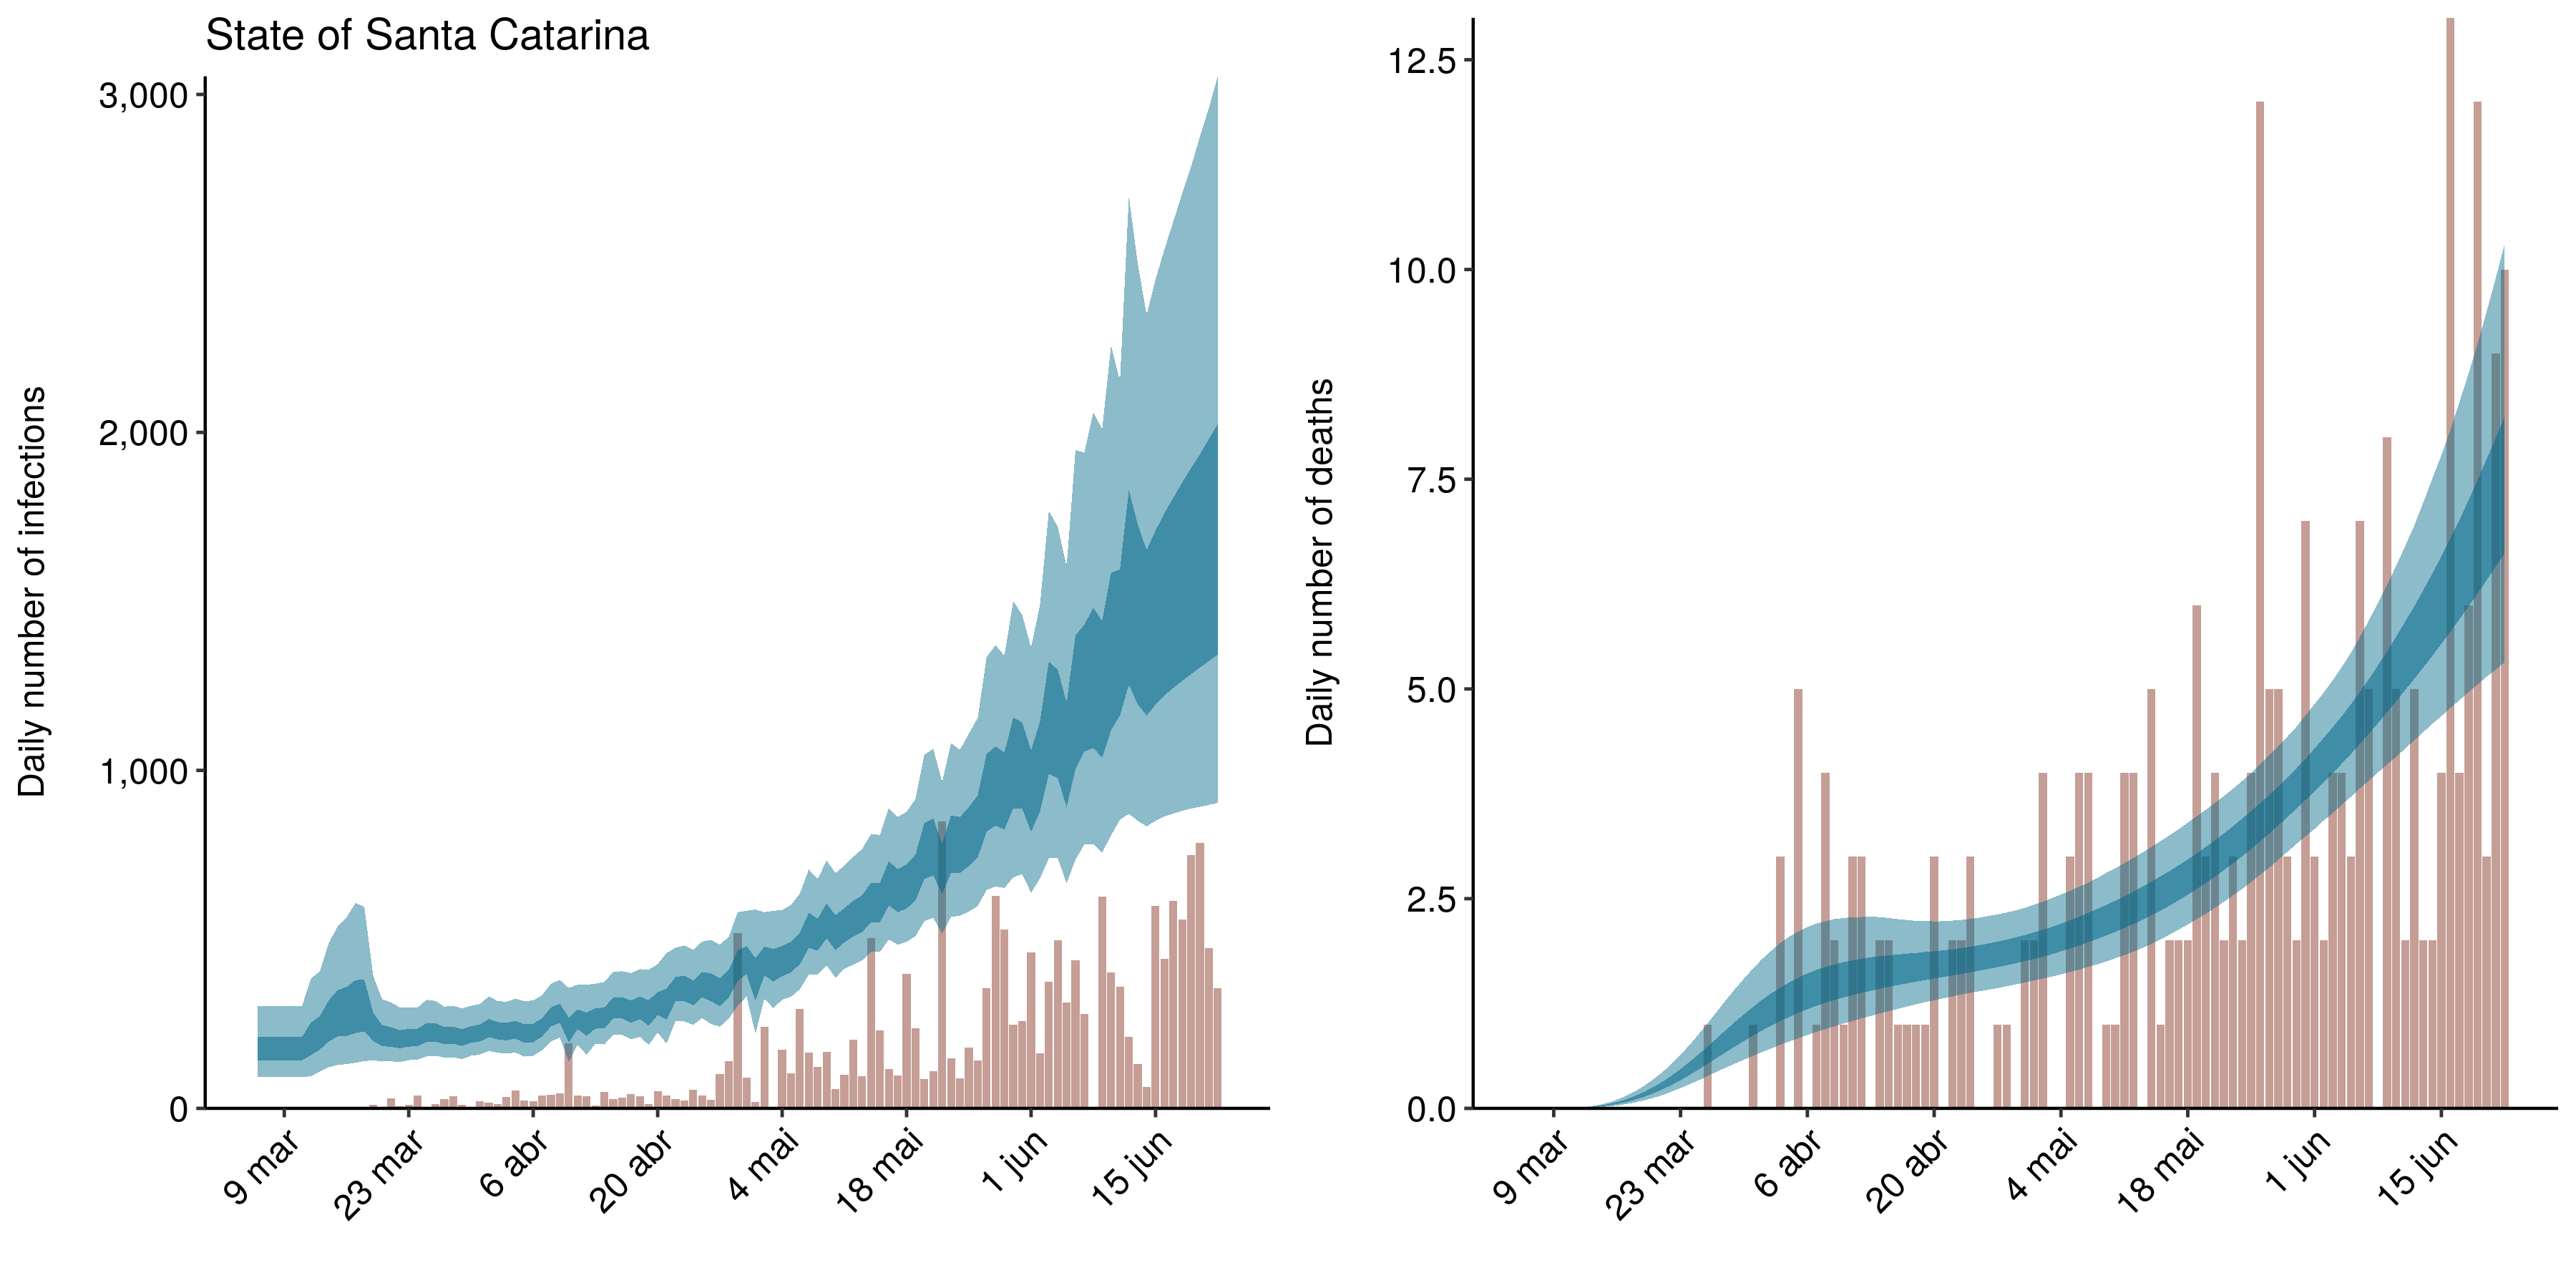 State of Santa Catarina
Daily number of infections
3,000
2,000
1,000
0
9 mar
23 mar
6 abr
20 abr
4 mai
18 mai
1 jun
15 jun
Daily number of deaths
12.5
10.0
7.5
5.0
2.5
0.0
9 mar
23 mar
6 abr
20 abr
4 mai
18 mai
1 jun
15 jun